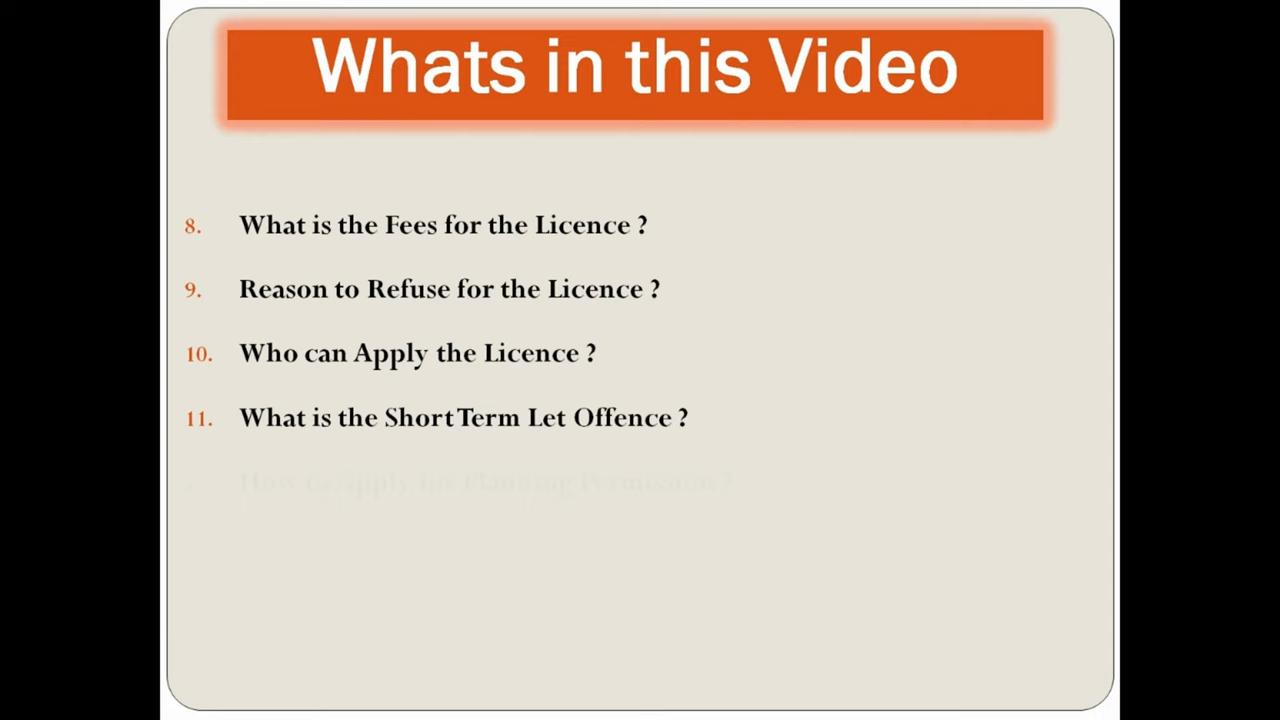 Whats in this Video
8. What is the Fees for the Licence ?
9. Reason to Refuse for the Licence ?
10. Who can Apply the Licence ?
11. What is the Short Term Let Offence ?
How to Apply for Planning Permission ?